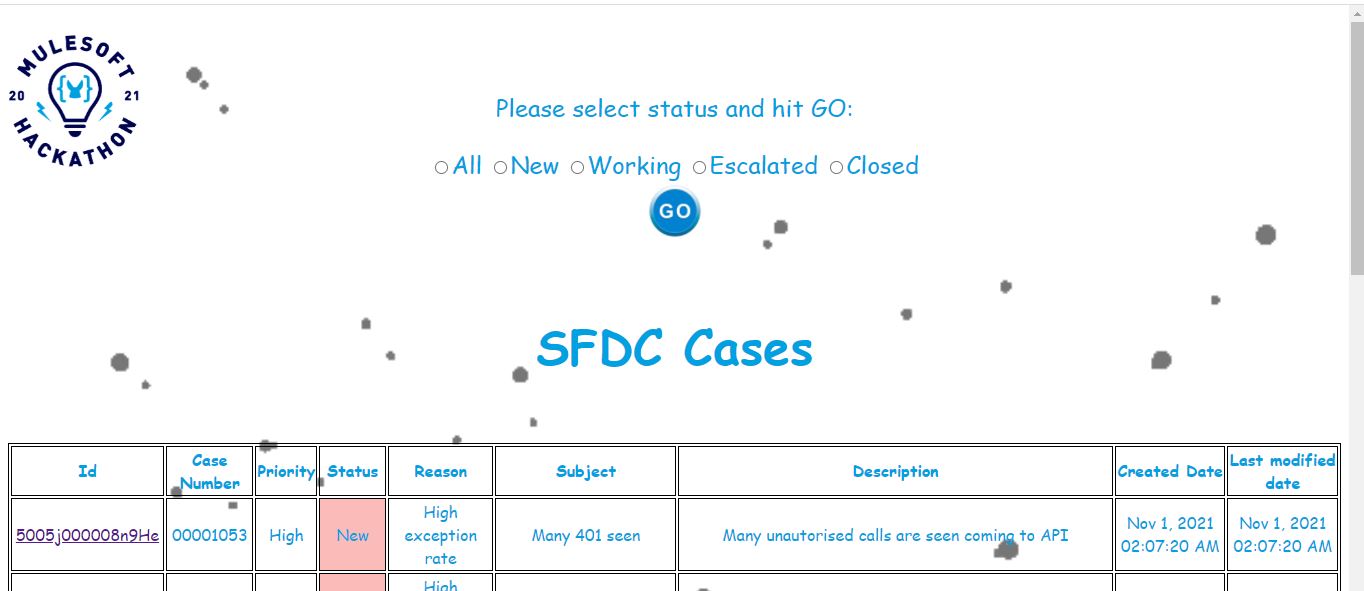 MULESOFT
20 21
HACKATHON
Please select status and hit GO:
All New Working Escalated Closed
GO
SFDC Cases
Id
Case
Number
Priority
Status
Reason
Subject
Description
Created Date
Last modified
date
5005j000008n9He
00001053
High
New
High
exception
rate
Many 401 seen
Many unautorised calls are seen coming to API
Nov 1, 2021
02:07:20 AM
Nov 1, 2021
02:07:20 AM
High